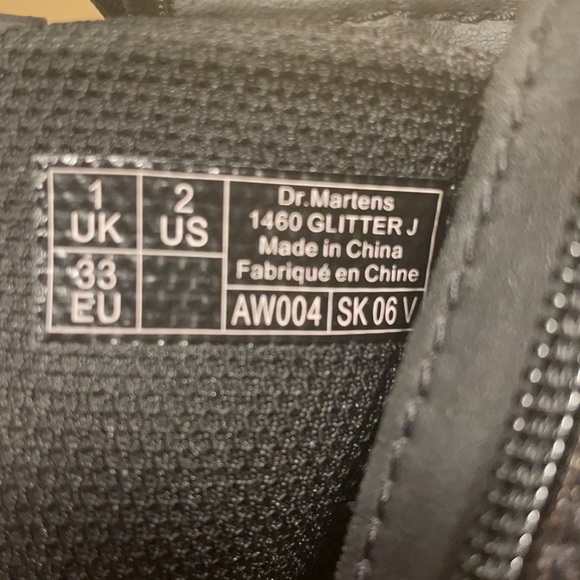 1
UK
2
US
33
EU
Dr.Martens
1460 GLITTER J
Made in China
Fabriqué en Chine
AW004
SK 06 V